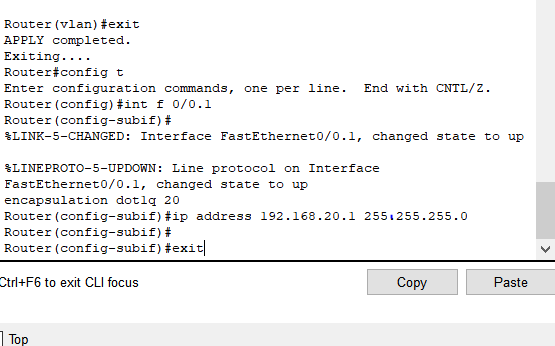 Router(vlan)#exit
APPLY completed.
Exiting....
Router#config t
Enter configuration commands, one per line.  End with CNTL/Z.
Router(config)#int f 0/0.1
Router(config-subif)#
%LINK-5-CHANGED: Interface FastEthernet0/0.1, changed state to up
%LINEPROTO-5-UPDOWN: Line protocol on Interface
FastEthernet0/0.1, changed state to up
encapsulation dot1q 20
Router(config-subif)#ip address 192.168.20.1 255.255.255.0
Router(config-subif)#
Router(config-subif)#exit
Ctrl+F6 to exit CLI focus
Copy
Paste
Top